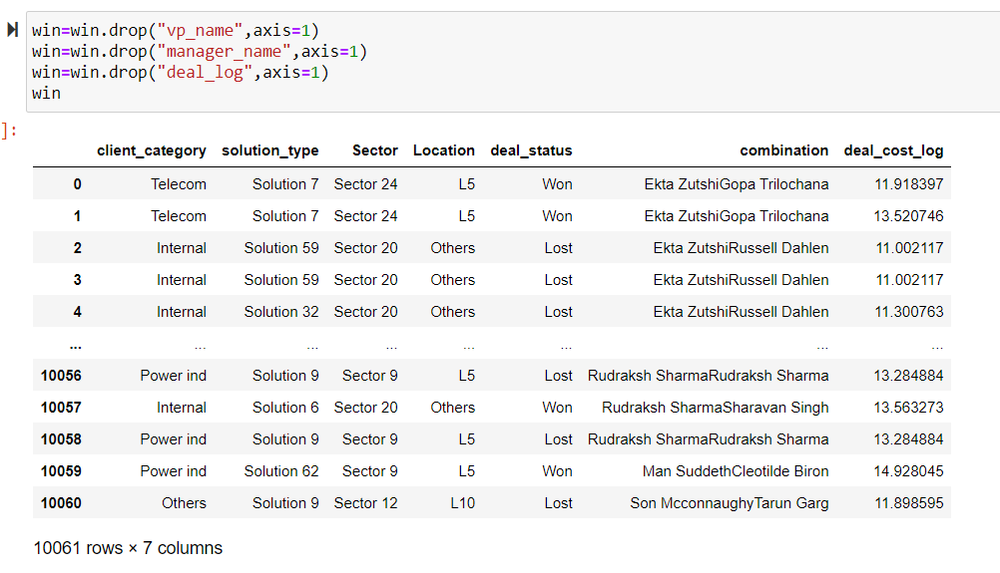 win=win.drop("vp_name",axis=1)
win=win.drop("manager_name",axis=1)
win=win.drop("deal_log",axis=1)
win
]:
client_category solution_type Sector Location deal_status combination deal_cost_log
0 Telecom Solution 7 Sector 24 L5 Won Ekta ZutshiGopa Trilochana 11.918397
1 Telecom Solution 7 Sector 24 L5 Won Ekta ZutshiGopa Trilochana 13.520746
2 Internal Solution 59 Sector 20 Others Lost Ekta ZutshiRussell Dahlen 11.002117
3 Internal Solution 59 Sector 20 Others Lost Ekta ZutshiRussell Dahlen 11.002117
4 Internal Solution 32 Sector 20 Others Lost Ekta ZutshiRussell Dahlen 11.300763
... ... ... ... ... ... ... ...
10056 Power ind Solution 9 Sector 9 L5 Lost Rudraksh SharmaRudraksh Sharma 13.284884
10057 Internal Solution 6 Sector 20 Others Won Rudraksh SharmaSharavan Singh 13.563273
10058 Power ind Solution 9 Sector 9 L5 Lost Rudraksh SharmaRudraksh Sharma 13.284884
10059 Power ind Solution 62 Sector 9 L5 Won Man SuddethCleotilde Biron 14.928045
10060 Others Solution 9 Sector 12 L10 Lost Son McconnaughyTarun Garg 11.898595
10061 rows × 7 columns